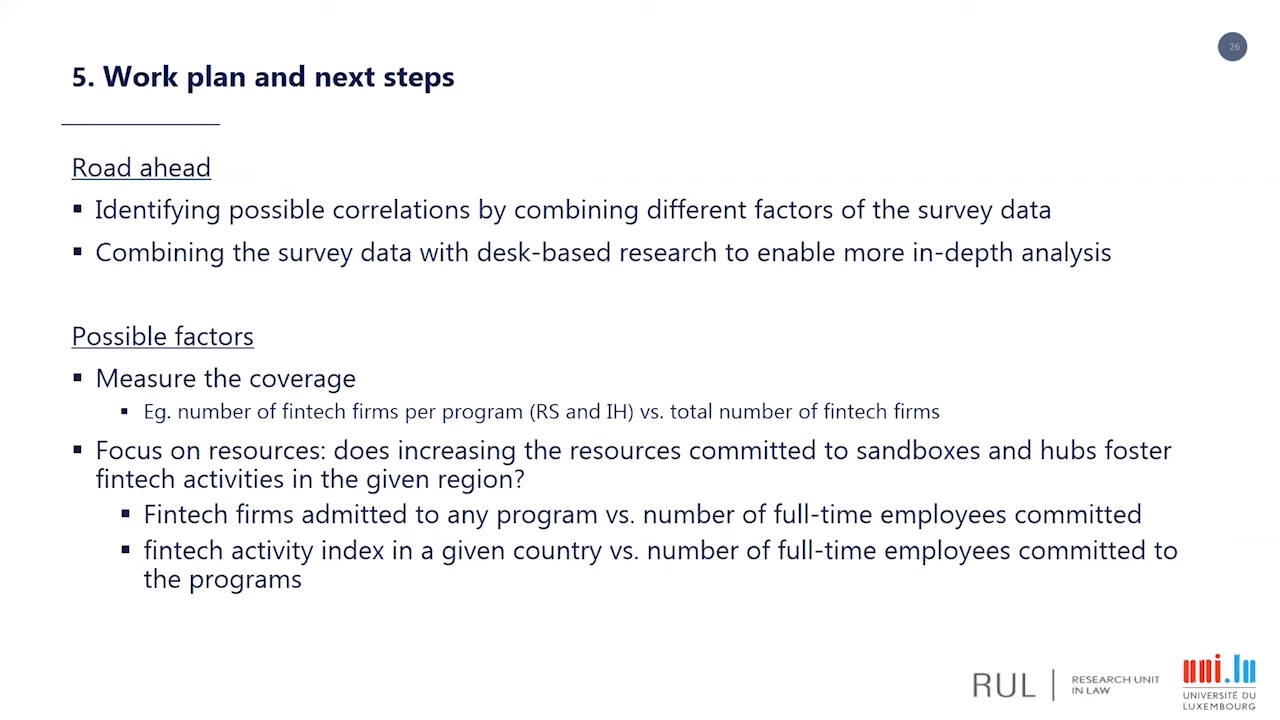 26
5. Work plan and next steps
Road ahead
▪ Identifying possible correlations by combining different factors of the survey data
▪ Combining the survey data with desk-based research to enable more in-depth analysis
Possible factors
▪ Measure the coverage
▪ Eg. number of fintech firms per program (RS and IH) vs. total number of fintech firms
▪ Focus on resources: does increasing the resources committed to sandboxes and hubs foster
fintech activities in the given region?
▪ Fintech firms admitted to any program vs. number of full-time employees committed
▪ fintech activity index in a given country vs. number of full-time employees committed to
the programs
RUL | RESEARCH UNIT
IN LAW
uni.lu
UNIVERSITÉ DU
LUXEMBOURG